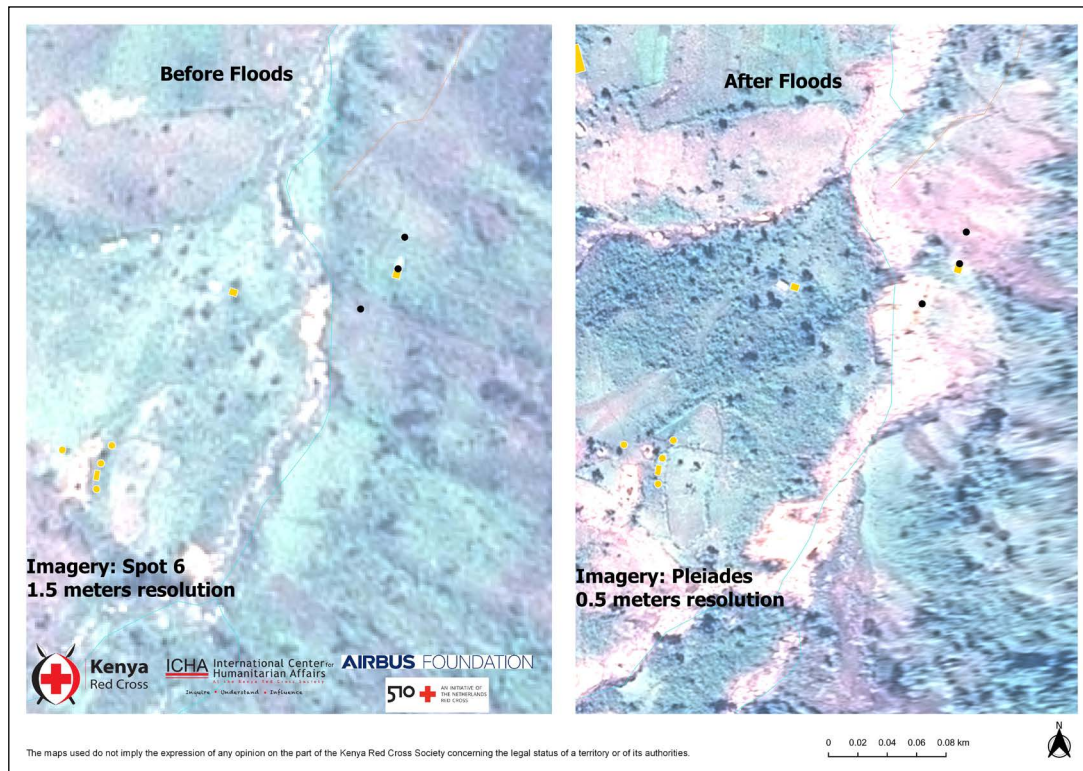 Before Floods
After Floods
Imagery: Spot 6
1.5 meters resolution
Imagery: Pleiades
0.5 meters resolution
Kenya
Red Cross
ICHA International Center for
Humanitarian Affairs
At the Kenya Red Cross Society
Inspire • Understand • Influence
AIRBUS FOUNDATION
510
AN INITIATIVE OF
THE NETHERLANDS
RED CROSS
The maps used do not imply the expression of any opinion on the part of the Kenya Red Cross Society concerning the legal status of a territory or of its authorities.
0 0.02 0.04 0.06 0.08 km
N